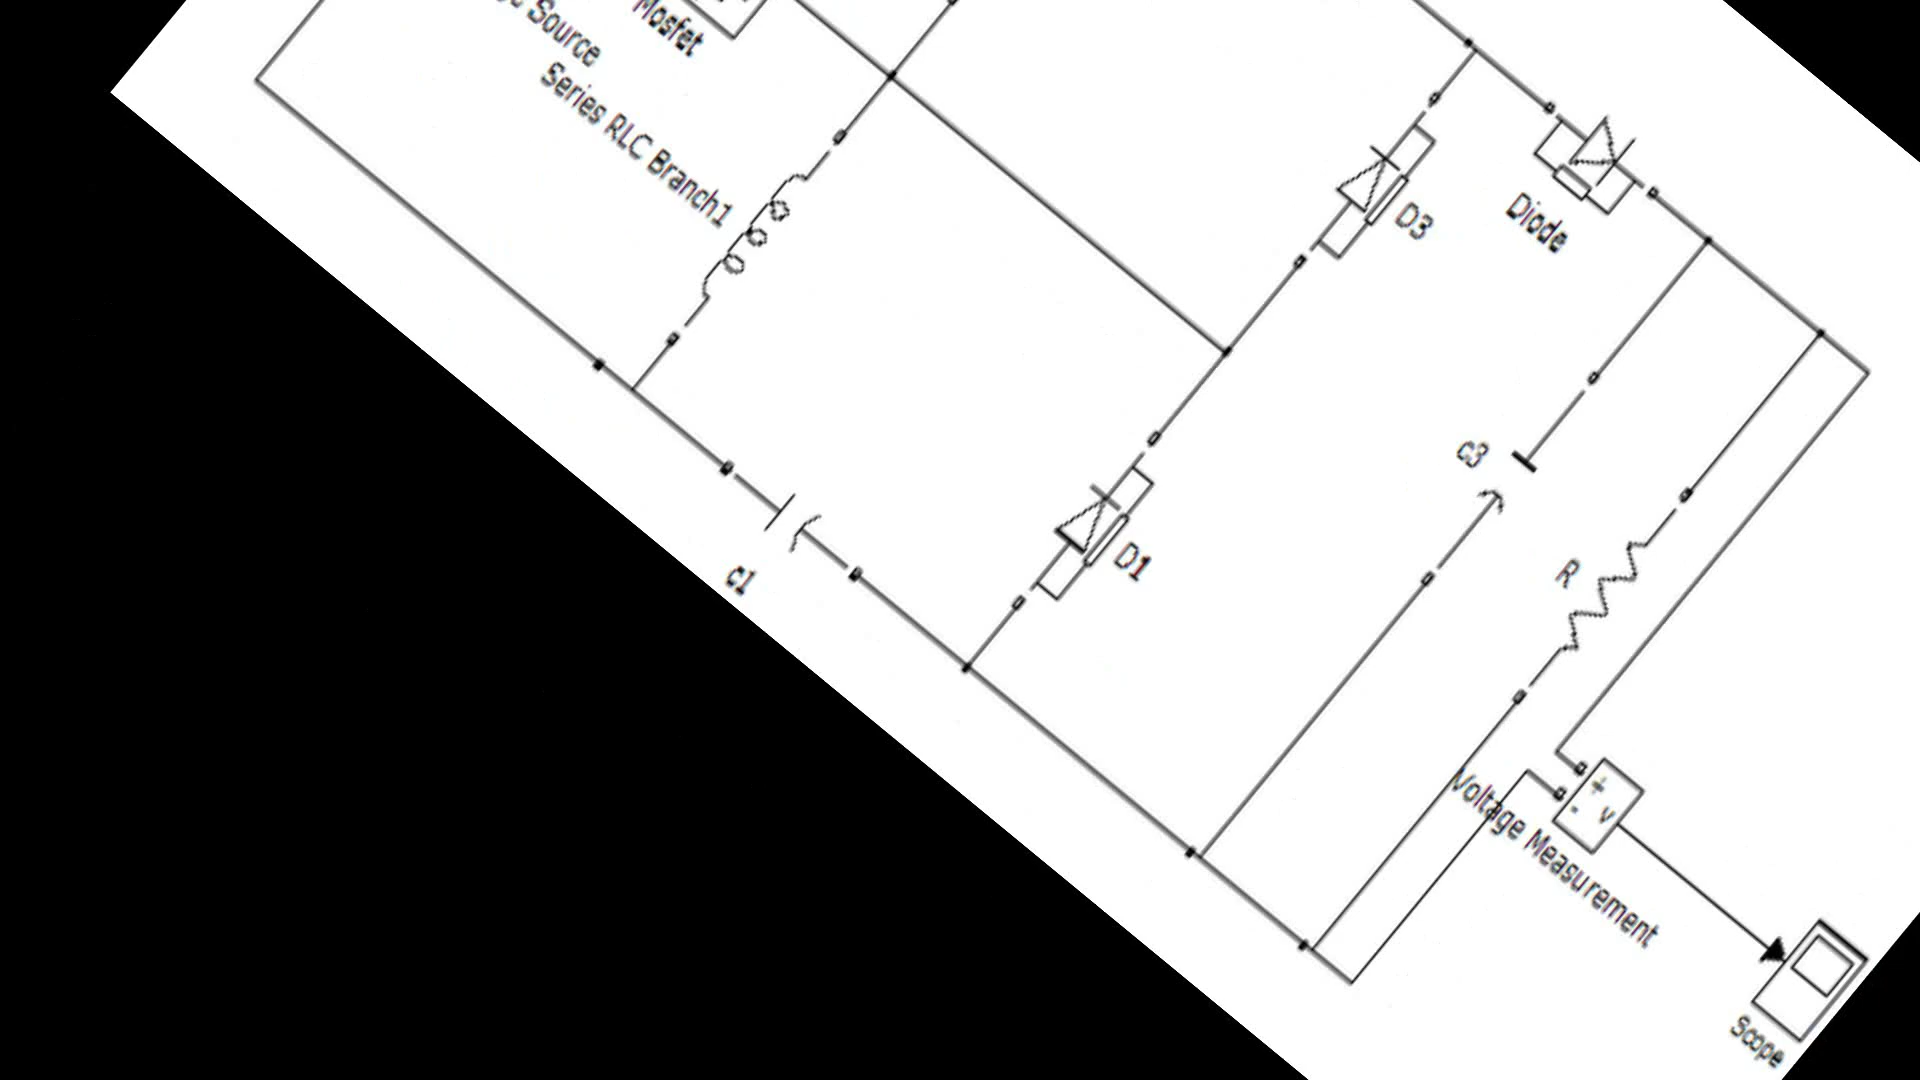 Source
Mosfet
Series RLC Branch1
D3
Diode
c3
D1
c1
R
+
-
v
Voltage Measurement
Scope